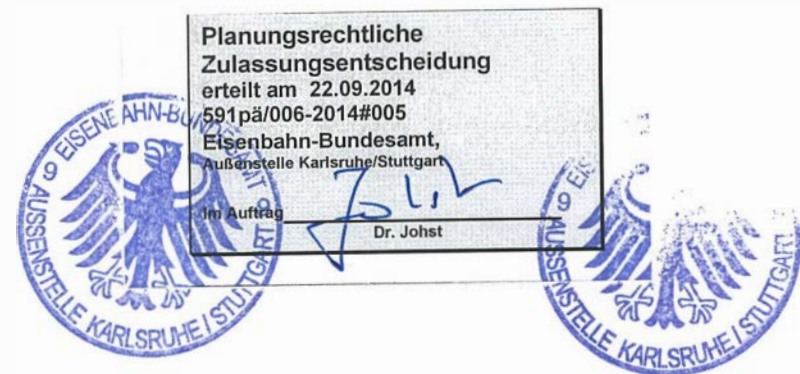 Planungsrechtliche
Zulassungsentscheidung
erteilt am 22.09.2014
591pä/006-2014#005
Eisenbahn-Bundesamt,
Außenstelle Karlsruhe/Stuttgart
Im Auftrag
Dr. Johst
EISENBAHN-BUNDESAMT 9
AUSSENSTELLE KARLSRUHE / STUTTGART
9
AUSSENSTELLE KARLSRUHE / STUTTGART